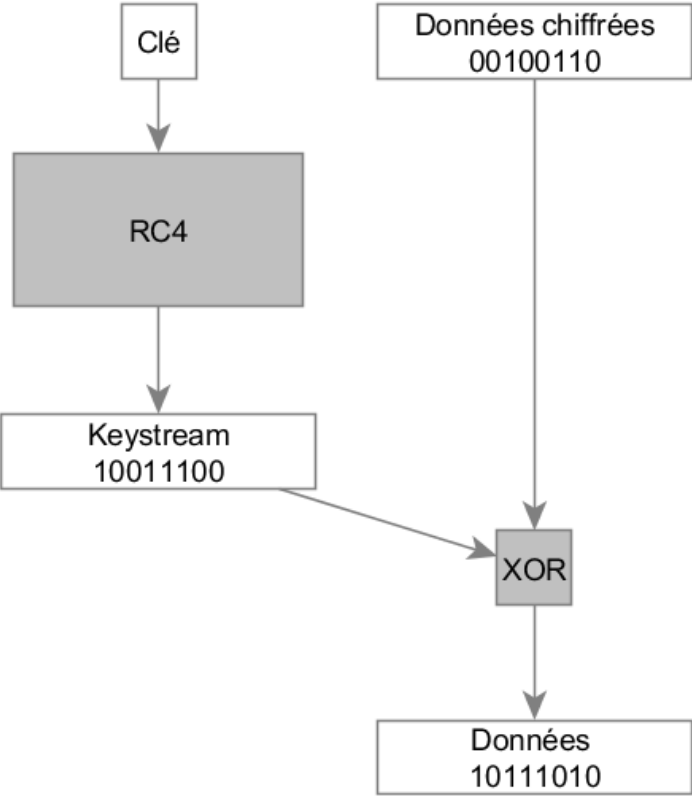 Clé
Données chiffrées
00100110
RC4
Keystream
10011100
XOR
Données
10111010